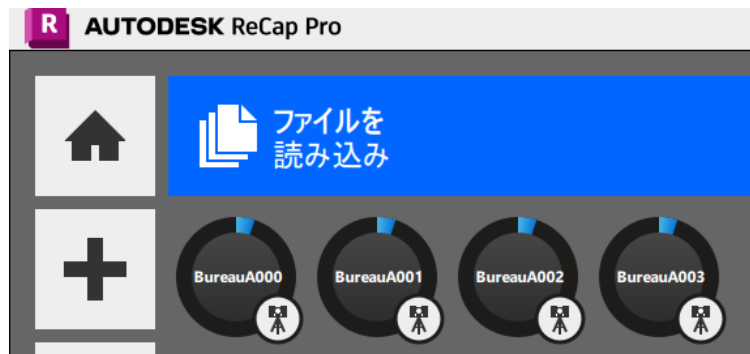 R AUTODESK ReCap Pro
ファイルを
読み込み
BureauA000 BureauA001 BureauA002 BureauA003